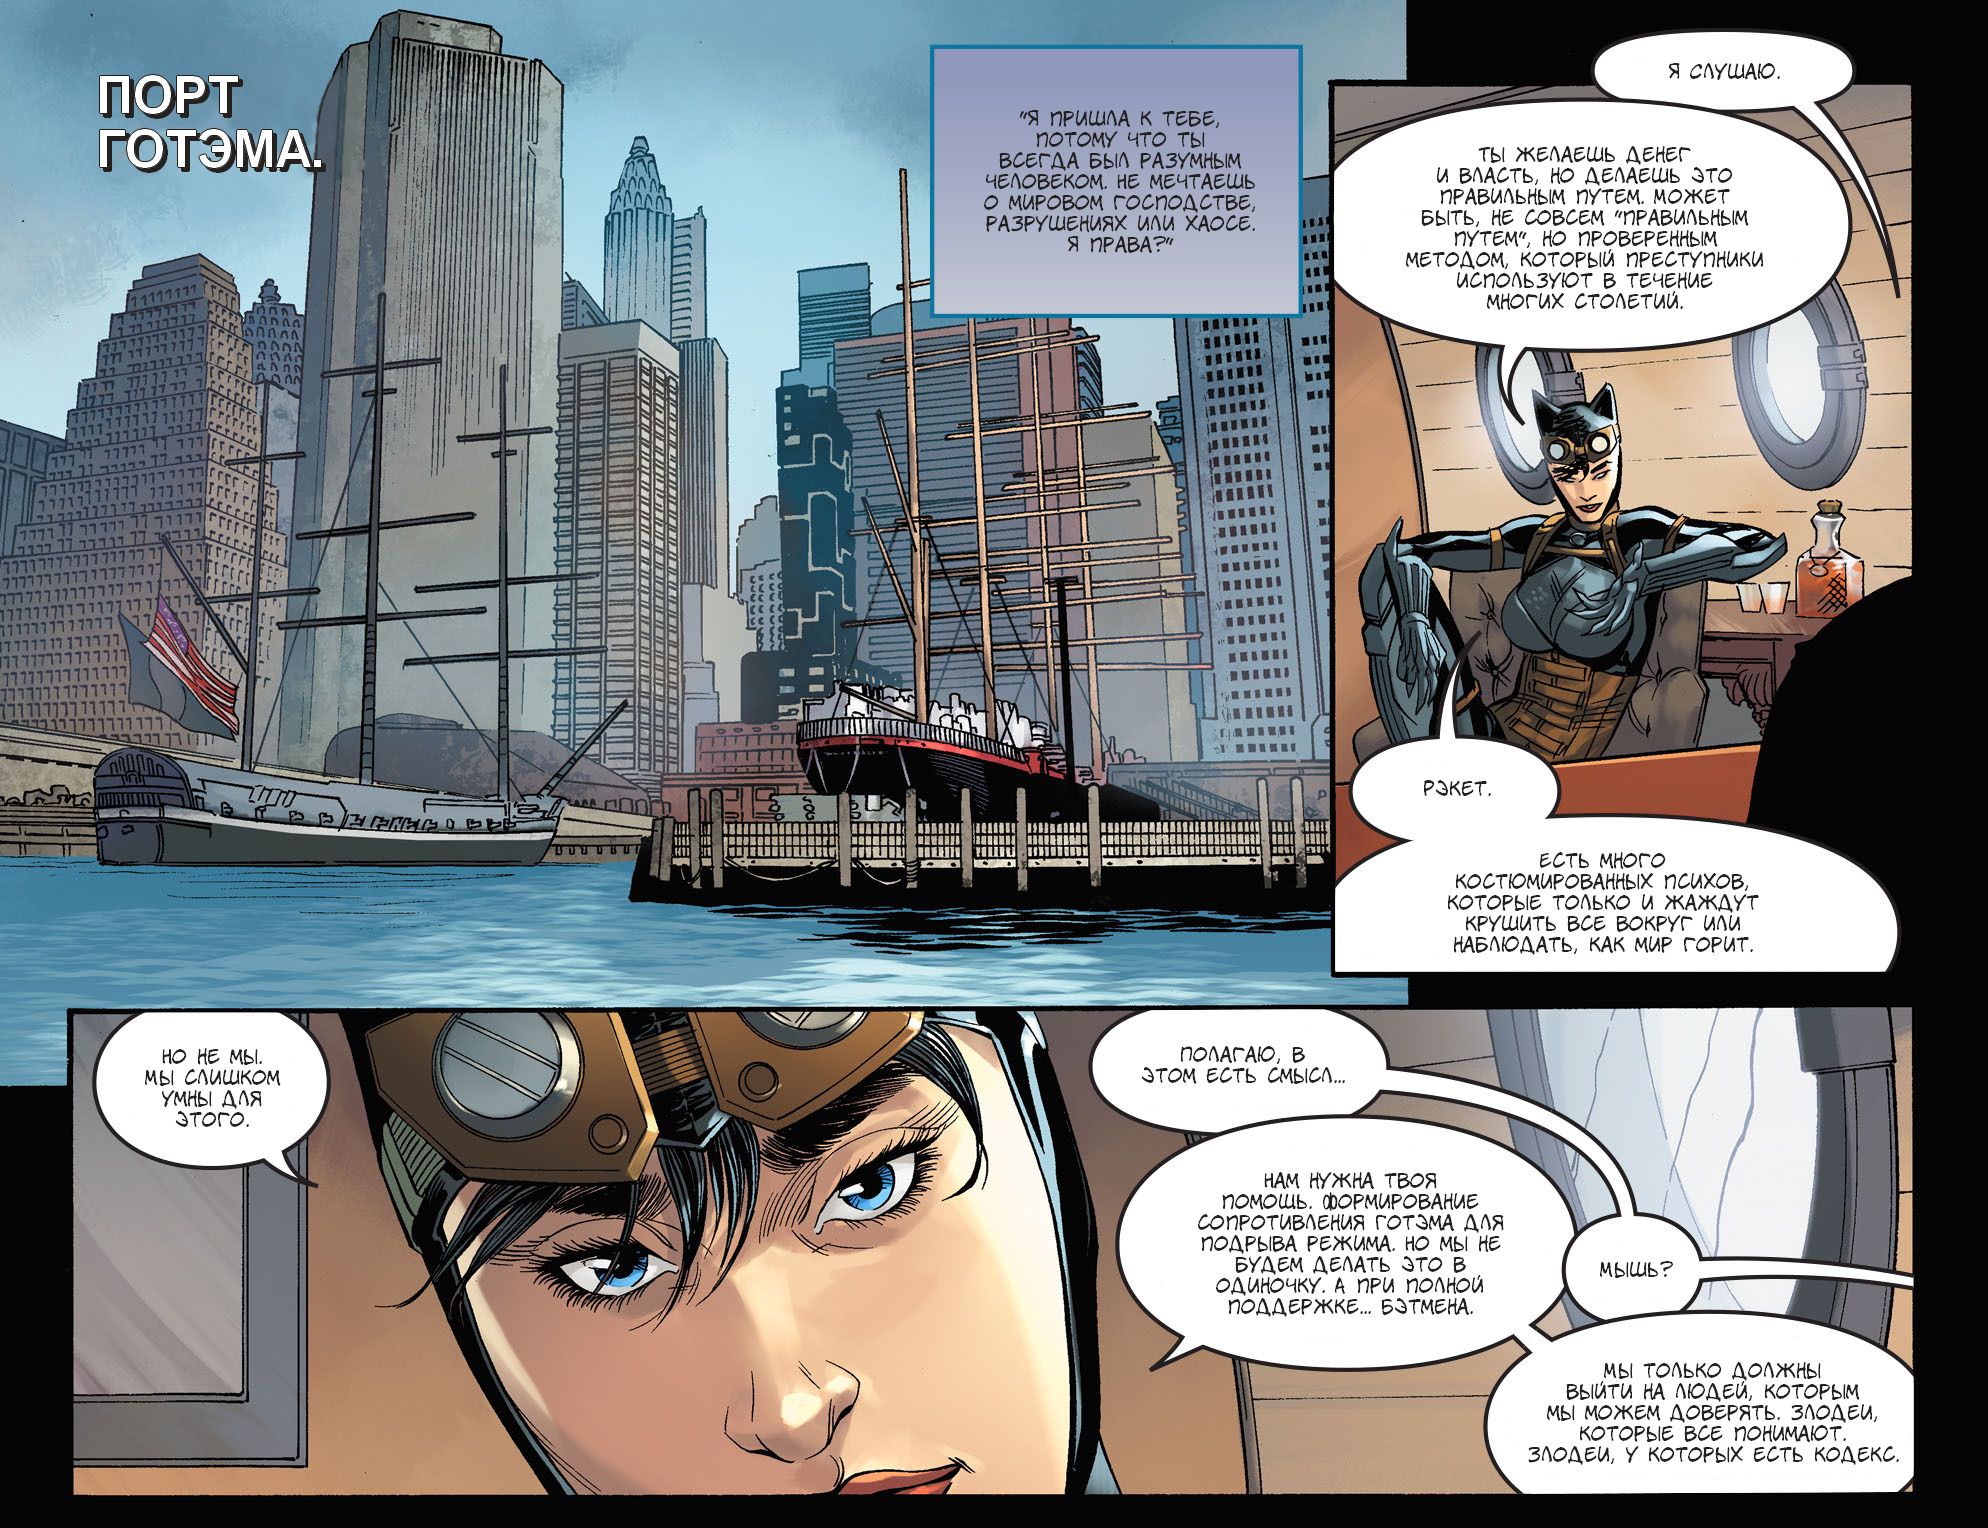 ПОРТ
ГОТЭМА.
"Я ПРИШЛА К ТЕБЕ,
ПОТОМУ ЧТО ТЫ
ВСЕГДА БЫЛ РАЗУМНЫМ
ЧЕЛОВЕКОМ. НЕ МЕЧТАЕШЬ
О МИРОВОМ ГОСПОДСТВЕ,
РАЗРУШЕНИЯХ ИЛИ ХАОСЕ.
Я ПРАВА?"
Я СЛУШАЮ.
ТЫ ЖЕЛАЕШЬ ДЕНЕГ
И ВЛАСТЬ, НО ДЕЛАЕШЬ ЭТО
ПРАВИЛЬНЫМ ПУТЕМ. МОЖЕТ
БЫТЬ, НЕ СОВСЕМ "ПРАВИЛЬНЫМ
ПУТЕМ", НО ПРОВЕРЕННЫМ
МЕТОДОМ, КОТОРЫЙ ПРЕСТУПНИКИ
ИСПОЛЬЗУЮТ В ТЕЧЕНИЕ
МНОГИХ СТОЛЕТИЙ.
РЭКЕТ.
ЕСТЬ МНОГО
КОСТЮМИРОВАННЫХ ПСИХОВ,
КОТОРЫЕ ТОЛЬКО И ЖАЖДУТ
КРУШИТЬ ВСЕ ВОКРУГ ИЛИ
НАБЛЮДАТЬ, КАК МИР ГОРИТ.
НО НЕ МЫ.
МЫ СЛИШКОМ
УМНЫ ДЛЯ
ЭТОГО.
ПОЛАГАЮ, В
ЭТОМ ЕСТЬ СМЫСЛ...
НАМ НУЖНА ТВОЯ
ПОМОЩЬ. ФОРМИРОВАНИЕ
СОПРОТИВЛЕНИЯ ГОТЭМА ДЛЯ
ПОДРЫВА РЕЖИМА. НО МЫ НЕ
БУДЕМ ДЕЛАТЬ ЭТО В
ОДИНОЧКУ. А ПРИ ПОЛНОЙ
ПОДДЕРЖКЕ... БЭТМЕНА.
МЫШЬ?
МЫ ТОЛЬКО ДОЛЖНЫ
ВЫЙТИ НА ЛЮДЕЙ, КОТОРЫМ
МЫ МОЖЕМ ДОВЕРЯТЬ. ЗЛОДЕИ,
КОТОРЫЕ ВСЕ ПОНИМАЮТ.
ЗЛОДЕИ, У КОТОРЫХ ЕСТЬ КОДЕКС.